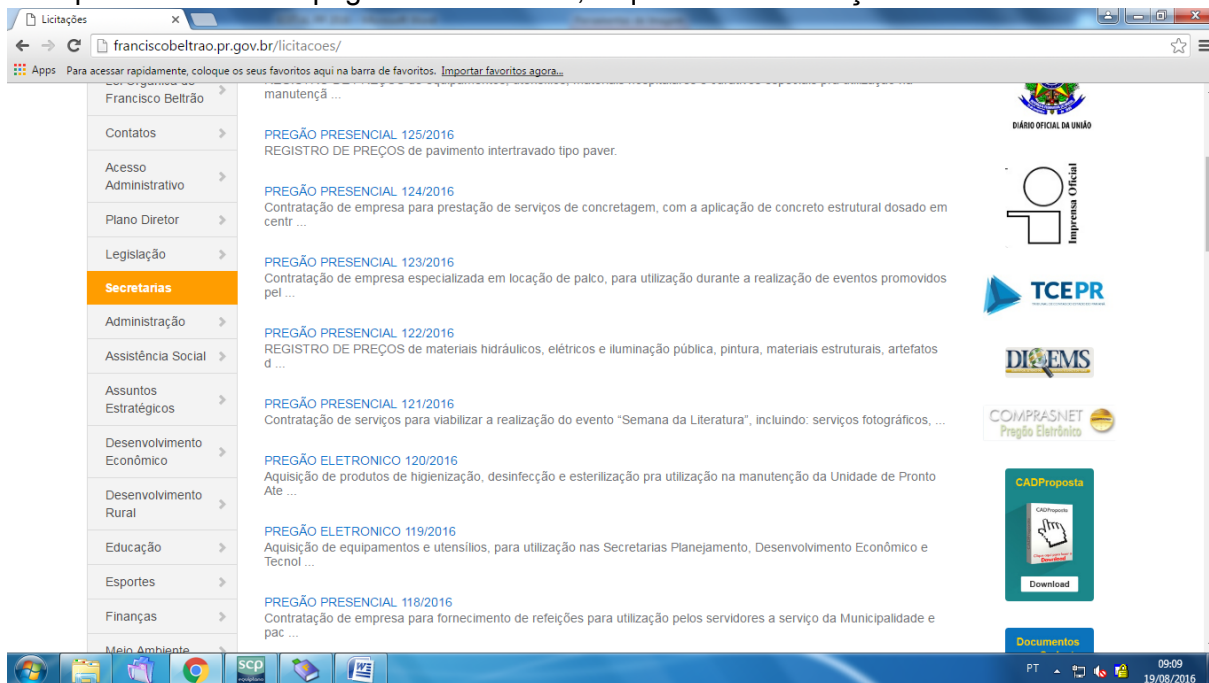 Licitações
franciscobeltrao.pr.gov.br/licitacoes/
Apps Para acessar rapidamente, coloque os seus favoritos aqui na barra de favoritos. Importar favoritos agora...
Francisco Beltrão
Contatos
Acesso
Administrativo
Plano Diretor
Legislação
Secretarias
Administração
Assistência Social
Assuntos
Estratégicos
Desenvolvimento
Econômico
Desenvolvimento
Rural
Educação
Esportes
Finanças
Meio Ambiente
manutençã ...
PREGÃO PRESENCIAL 125/2016
REGISTRO DE PREÇOS de pavimento intertravado tipo paver.
PREGÃO PRESENCIAL 124/2016
Contratação de empresa para prestação de serviços de concretagem, com a aplicação de concreto estrutural dosado em
centr ...
PREGÃO PRESENCIAL 123/2016
Contratação de empresa especializada em locação de palco, para utilização durante a realização de eventos promovidos
pel ...
PREGÃO PRESENCIAL 122/2016
REGISTRO DE PREÇOS de materiais hidráulicos, elétricos e iluminação pública, pintura, materiais estruturais, artefatos
d ...
PREGÃO PRESENCIAL 121/2016
Contratação de serviços para viabilizar a realização do evento “Semana da Literatura”, incluindo: serviços fotográficos, ...
PREGÃO ELETRONICO 120/2016
Aquisição de produtos de higienização, desinfecção e esterilização pra utilização na manutenção da Unidade de Pronto
Ate ...
PREGÃO ELETRONICO 119/2016
Aquisição de equipamentos e utensílios, para utilização nas Secretarias Planejamento, Desenvolvimento Econômico e
Tecnol ...
PREGÃO PRESENCIAL 118/2016
Contratação de empresa para fornecimento de refeições para utilização pelos servidores a serviço da Municipalidade e
pac ...
DIÁRIO OFICIAL DA UNIÃO
Imprensa Oficial
TCEPR
DIOEMS
COMPRASNET
Pregão Eletrônico
CADProposta
CADProposta
Download
Documentos
scp
PT
09:09
19/08/2016